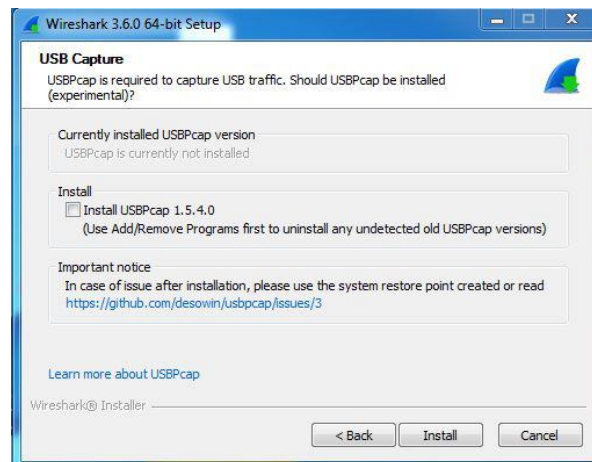 Wireshark 3.6.0 64-bit Setup
USB Capture
USBPcap is required to capture USB traffic. Should USBPcap be installed
(experimental)?
Currently installed USBPcap version
USBPcap is currently not installed
Install
Install USBPcap 1.5.4.0
(Use Add/Remove Programs first to uninstall any undetected old USBPcap versions)
Important notice
In case of issue after installation, please use the system restore point created or read
https://github.com/desowin/usbpcap/issues/3
Learn more about USBPcap
Wireshark® Installer
< Back Install Cancel